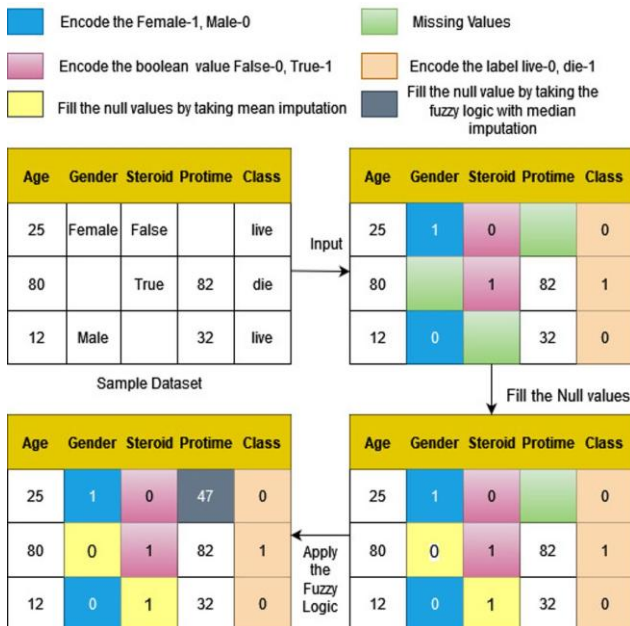 Encode the Female-1, Male-0
Missing Values
Encode the boolean value False-0, True-1
Encode the label live-0, die-1
Fill the null values by taking mean imputation
Fill the null value by taking the
fuzzy logic with median
imputation
Age Gender Steroid Protime Class
25 Female False live
80 True 82 die
12 Male 32 live
Sample Dataset
Input
Age Gender Steroid Protime Class
25 1 0 0
80 1 82 1
12 0 32 0
Fill the Null values
Age Gender Steroid Protime Class
25 1 0 47 0
80 0 1 82 1
12 0 1 32 0
Apply
the
Fuzzy
Logic
Age Gender Steroid Protime Class
25 1 0 0
80 0 1 82 1
12 0 1 32 0